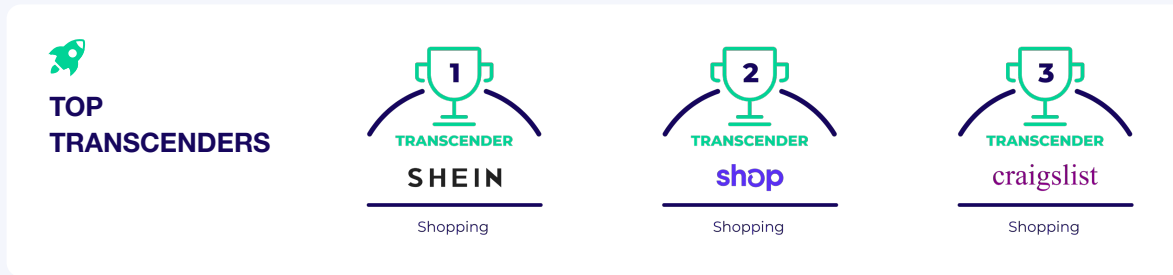 TOP
TRANSCENDERS
1
TRANSCENDER
SHEIN
Shopping
2
TRANSCENDER
shop
Shopping
3
TRANSCENDER
craigslist
Shopping